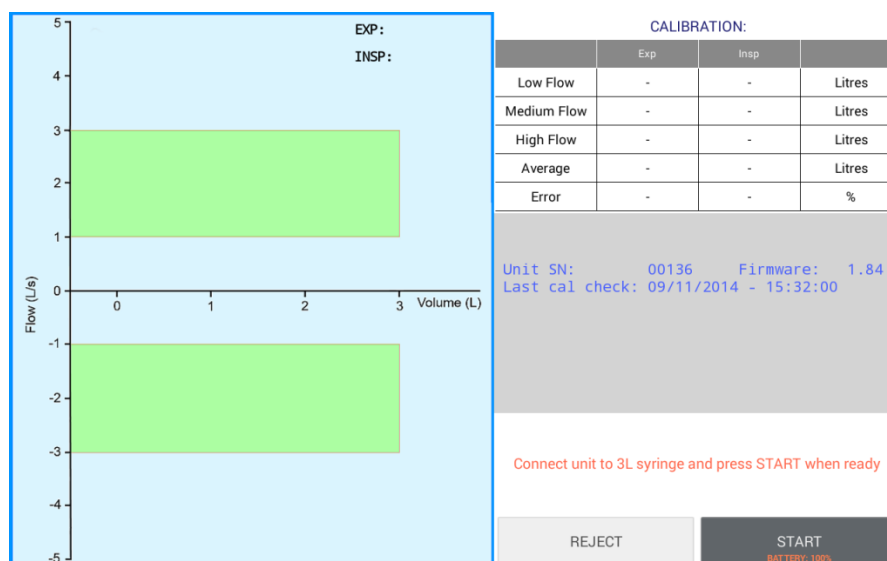 EXP:
INSP:
5
4
3
2
1
0
-1
-2
-3
-4
-5
Flow (L/s)
0 1 2 3 Volume (L)
CALIBRATION:
Exp Insp
Low Flow - - Litres
Medium Flow - - Litres
High Flow - - Litres
Average - - Litres
Error - - %
Unit SN: 00136 Firmware: 1.84
Last cal check: 09/11/2014 - 15:32:00
Connect unit to 3L syringe and press START when ready
REJECT
START
BATTERY: 100%